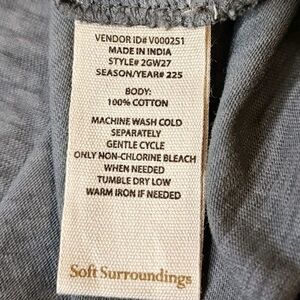 VENDOR ID# V0002S1
MADE IN INDIA
STYLE# 2GW27
SEASON/YEAR# 225
BODY:
100% COTTON
MACHINE WASH COLD
SEPARATELY
GENTLE CYCLE
ONLY NON-CHLORINE BLEACH
WHEN NEEDED
TUMBLE DRY LOW
WARM IRON IF NEEDED
Soft Surroundings